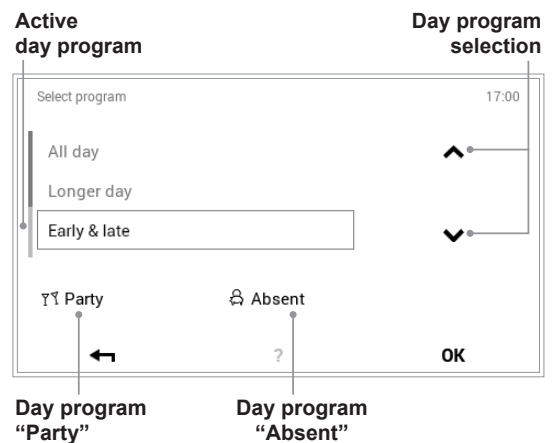 Active
day program
Day program
selection
Select program
17:00
All day
Longer day
Early & late
Party
Absent
?
OK
Day program
“Party”
Day program
“Absent”